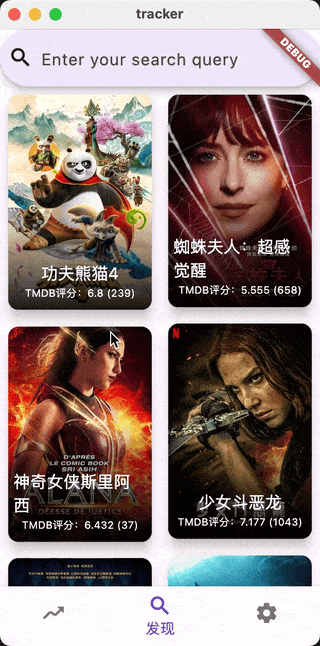 tracker
DEBUG
Enter your search query
功夫熊猫4
TMDB评分：6.8 (239)
蜘蛛夫人：超感
觉醒
TMDB评分：5.555 (658)
D'APRÈS
LE COMIC BOOK
SRI ASIH
神奇女侠斯里阿
西
ALANA
DÉESSE DE JUSTICE
TMDB评分：6.432 (37)
N
少女斗恶龙
TMDB评分：7.177 (1043)
发现